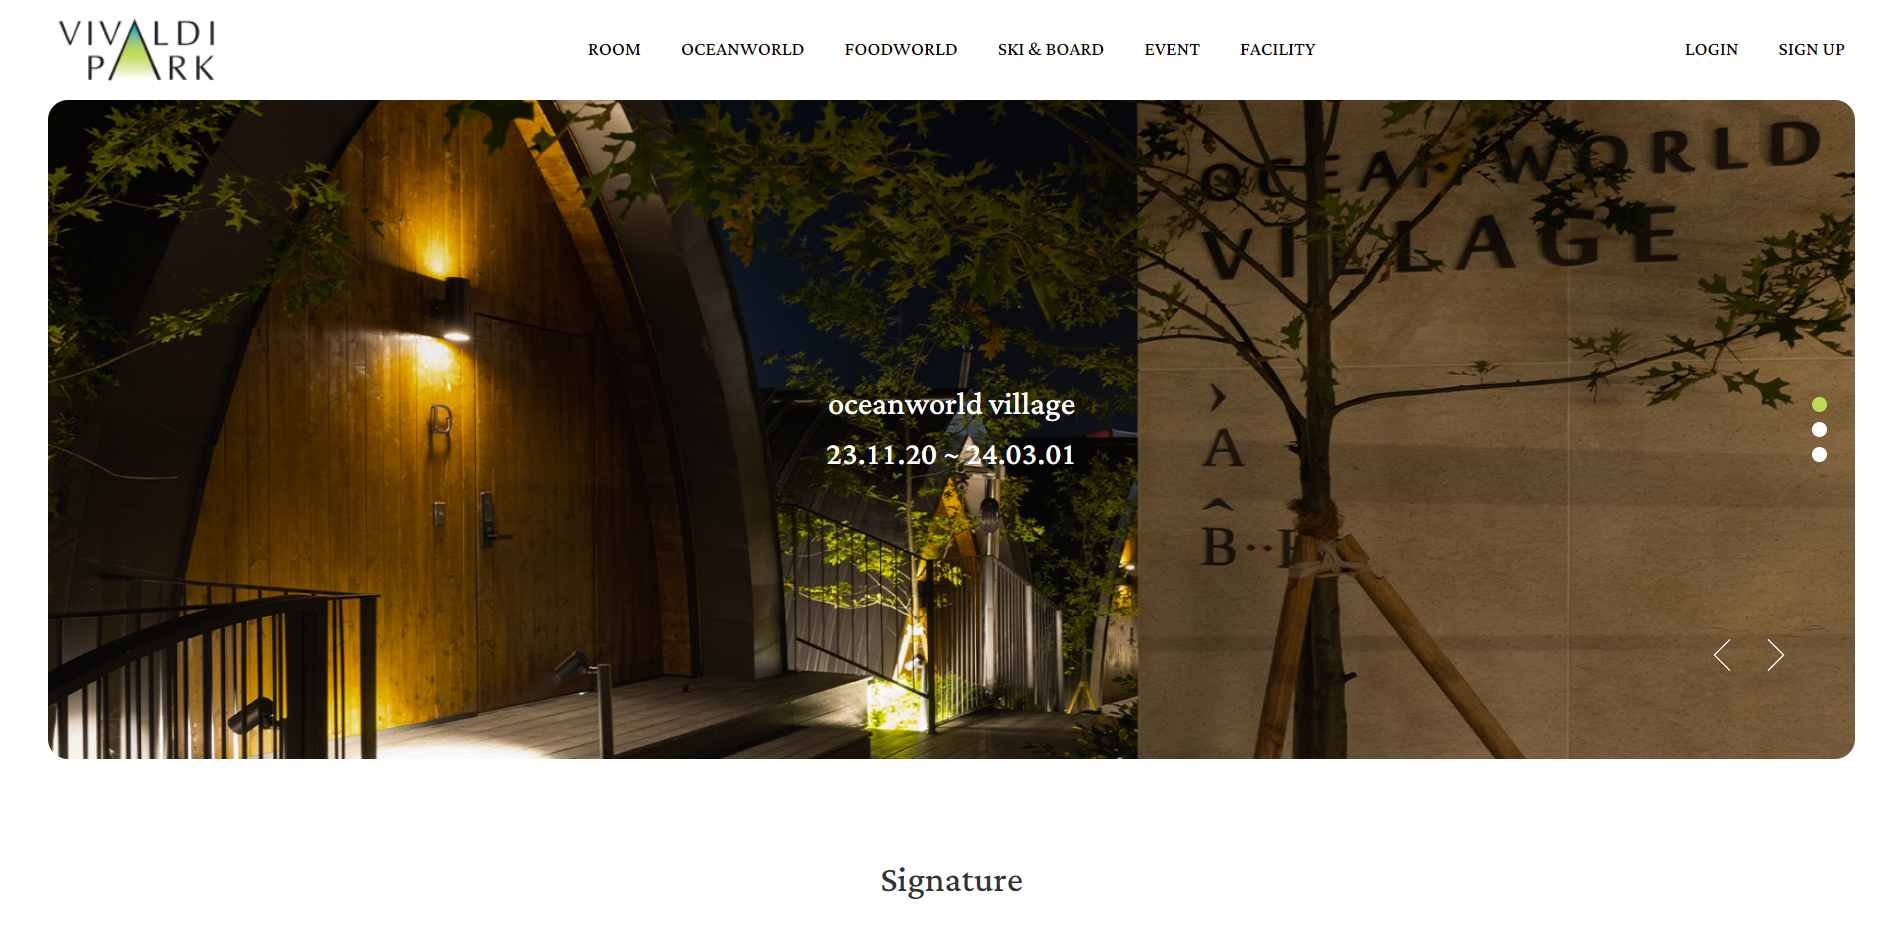 VIVALDI
PARK
ROOM
OCEANWORLD
FOODWORLD
SKI & BOARD
EVENT
FACILITY
LOGIN
SIGN UP
OCEANWORLD
VILLAGE
D
oceanworld village
23.11.20 ~ 24.03.01
A
Signature